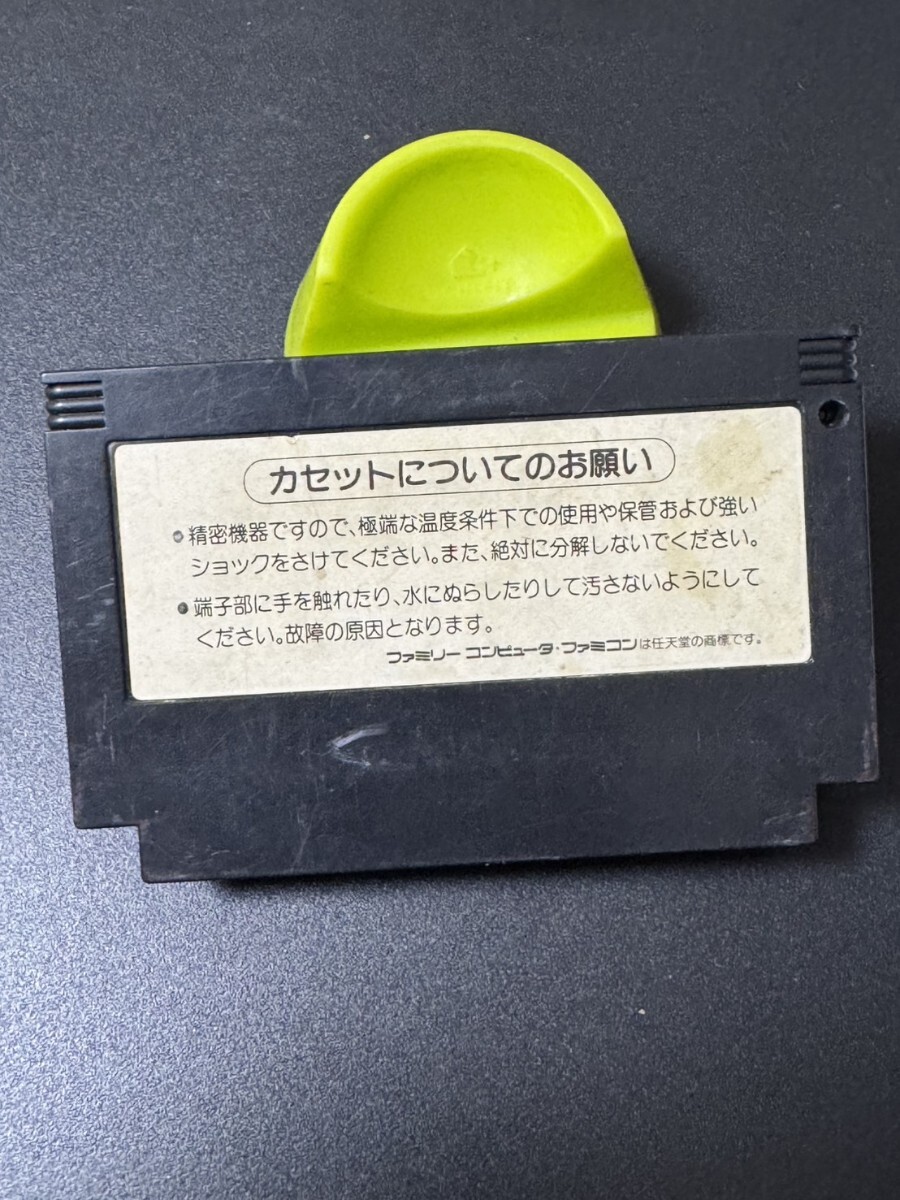 カセットについてのお願い
●精密機器ですので、極端な温度条件下での使用や保管および強い
ショックをさけてください。また、絶対に分解しないでください。
●端子部に手を触れたり、水にぬらしたりして汚さないようにして
ください。故障の原因となります。
ファミリーコンピュータ・ファミコンは任天堂の商標です。